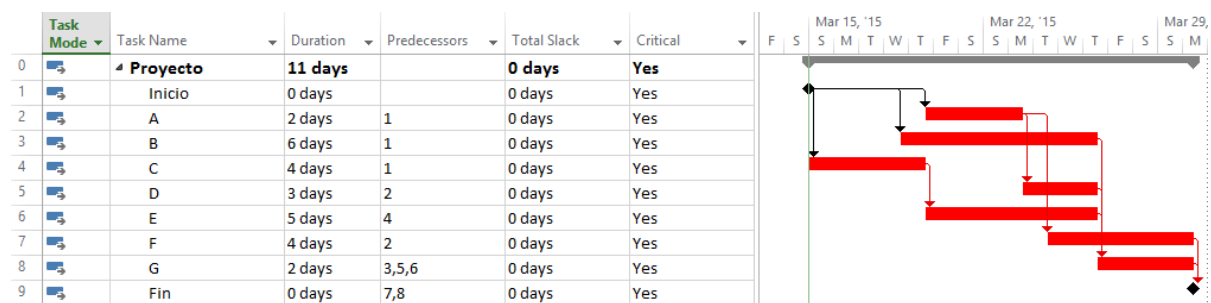 Task Mode Task Name Duration Predecessors Total Slack Critical
Mar 15, '15 Mar 22, '15 Mar 29,
F S S M T W T F S S M T W T F S S M
0 Proyecto 11 days 0 days Yes
1 Inicio 0 days 0 days Yes
2 A 2 days 1 0 days Yes
3 B 6 days 1 0 days Yes
4 C 4 days 1 0 days Yes
5 D 3 days 2 0 days Yes
6 E 5 days 4 0 days Yes
7 F 4 days 2 0 days Yes
8 G 2 days 3,5,6 0 days Yes
9 Fin 0 days 7,8 0 days Yes